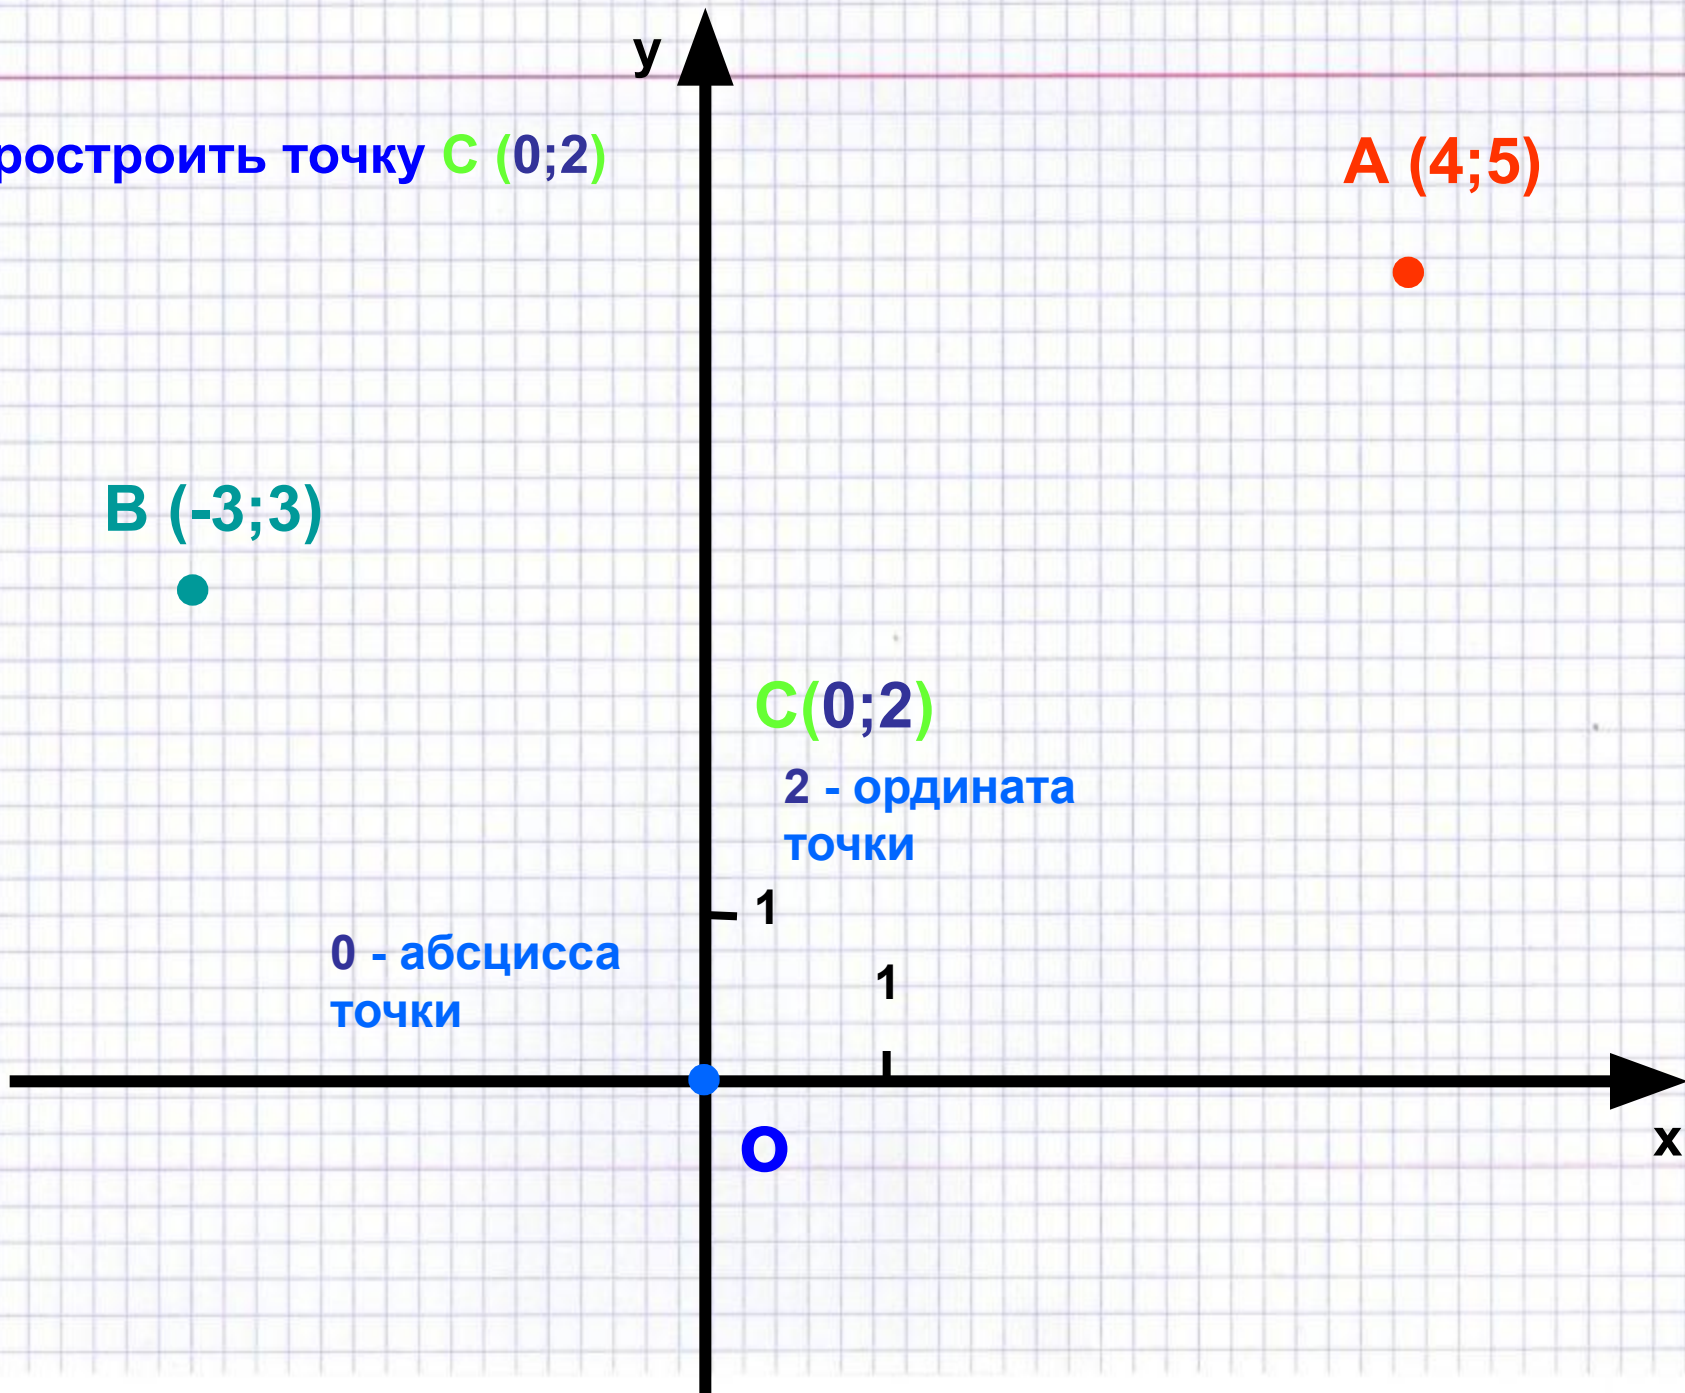 y
ростроить точку С (0;2)
А (4;5)
В (-3;3)
С(0;2)
2 - ордината
точки
1
0 - абсцисса
точки
1
О
х